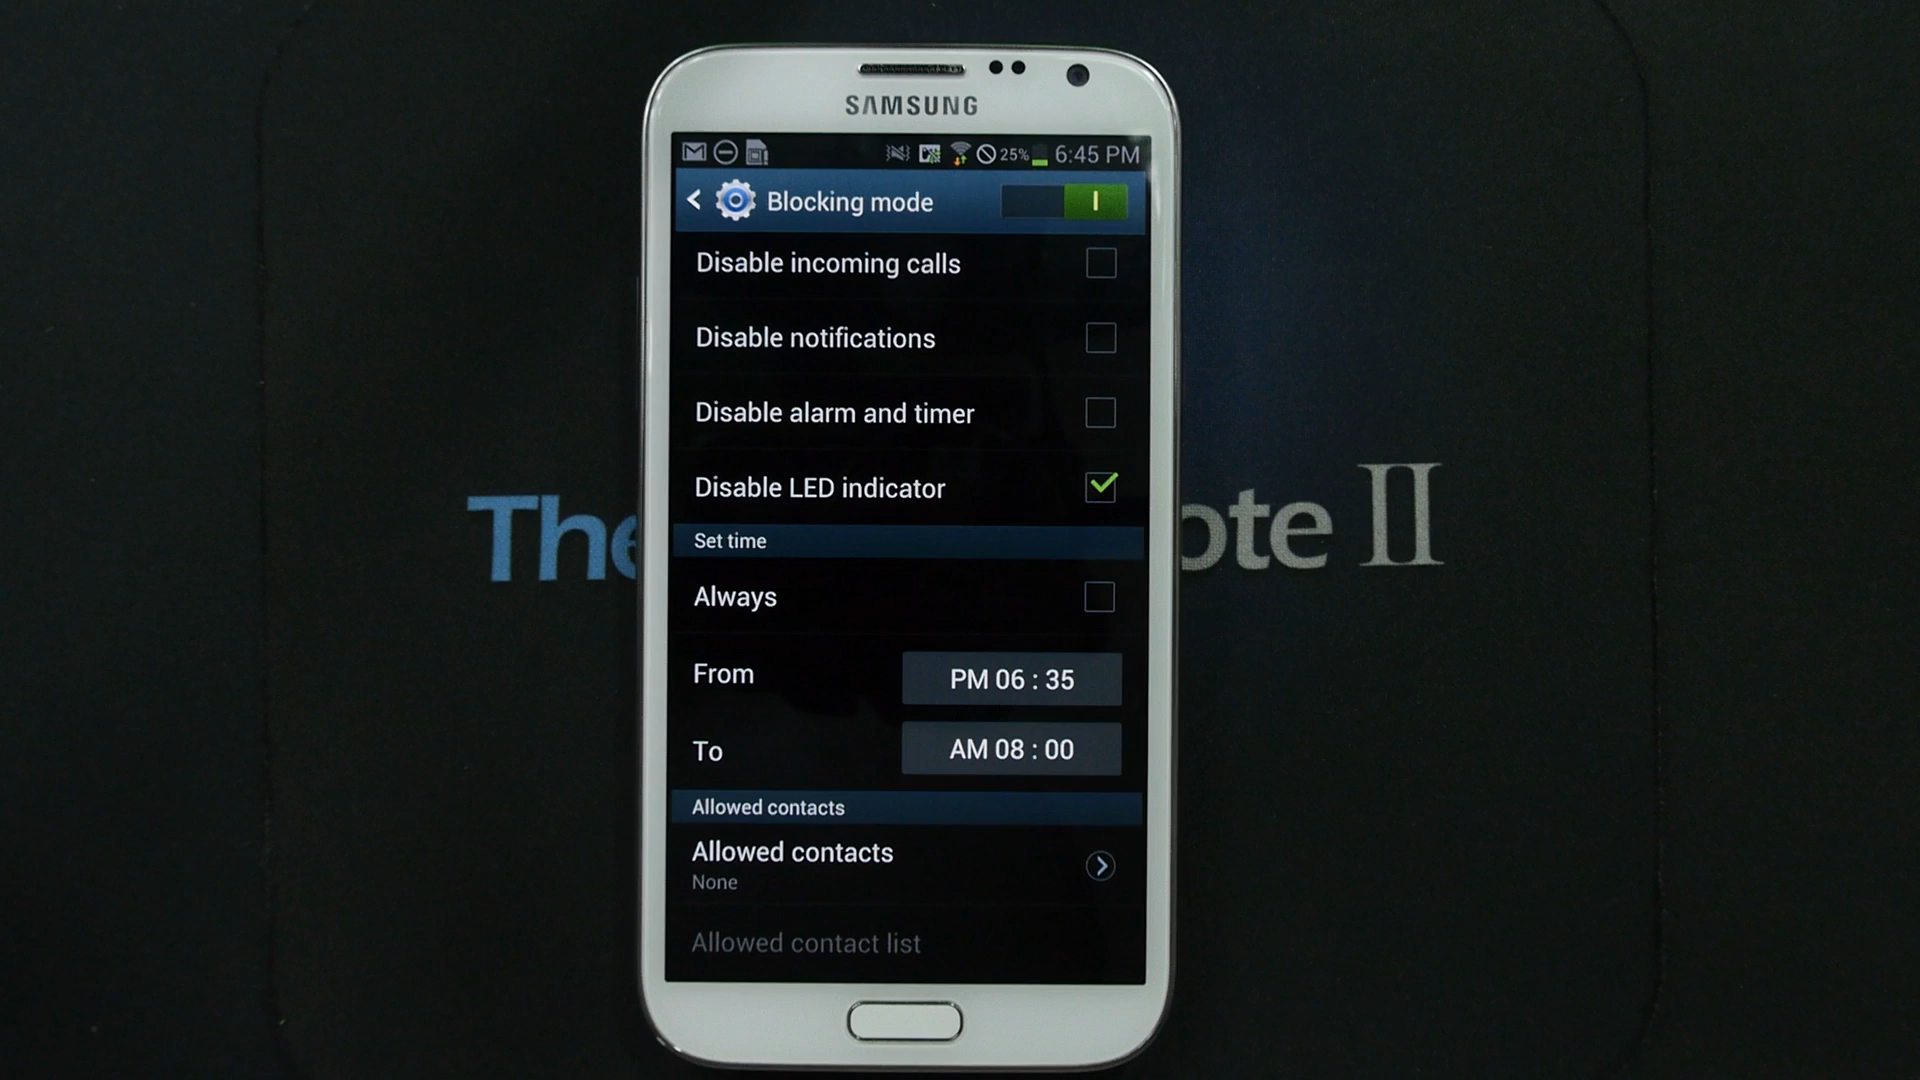 SAMSUNG
25% 6:45 PM
Blocking mode
Disable incoming calls
Disable notifications
Disable alarm and timer
Disable LED indicator
Set time
Always
From PM 06 : 35
To AM 08 : 00
Allowed contacts
Allowed contacts
None
Allowed contact list
The ote II